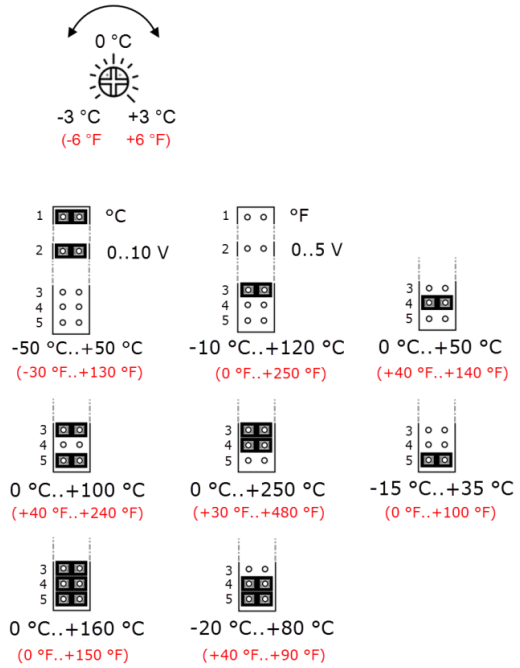 0 °C
-3 °C +3 °C
(-6 °F +6 °F)
1 °C
2 0..10 V
3
4
5
-50 °C..+50 °C
(-30 °F..+130 °F)
1 °F
2 0..5 V
3
4
5
-10 °C..+120 °C
(0 °F..+250 °F)
3
4
5
0 °C..+50 °C
(+40 °F..+140 °F)
3
4
5
0 °C..+100 °C
(+40 °F..+240 °F)
3
4
5
0 °C..+250 °C
(+30 °F..+480 °F)
3
4
5
-15 °C..+35 °C
(0 °F..+100 °F)
3
4
5
0 °C..+160 °C
(0 °F..+150 °F)
3
4
5
-20 °C..+80 °C
(+40 °F..+90 °F)